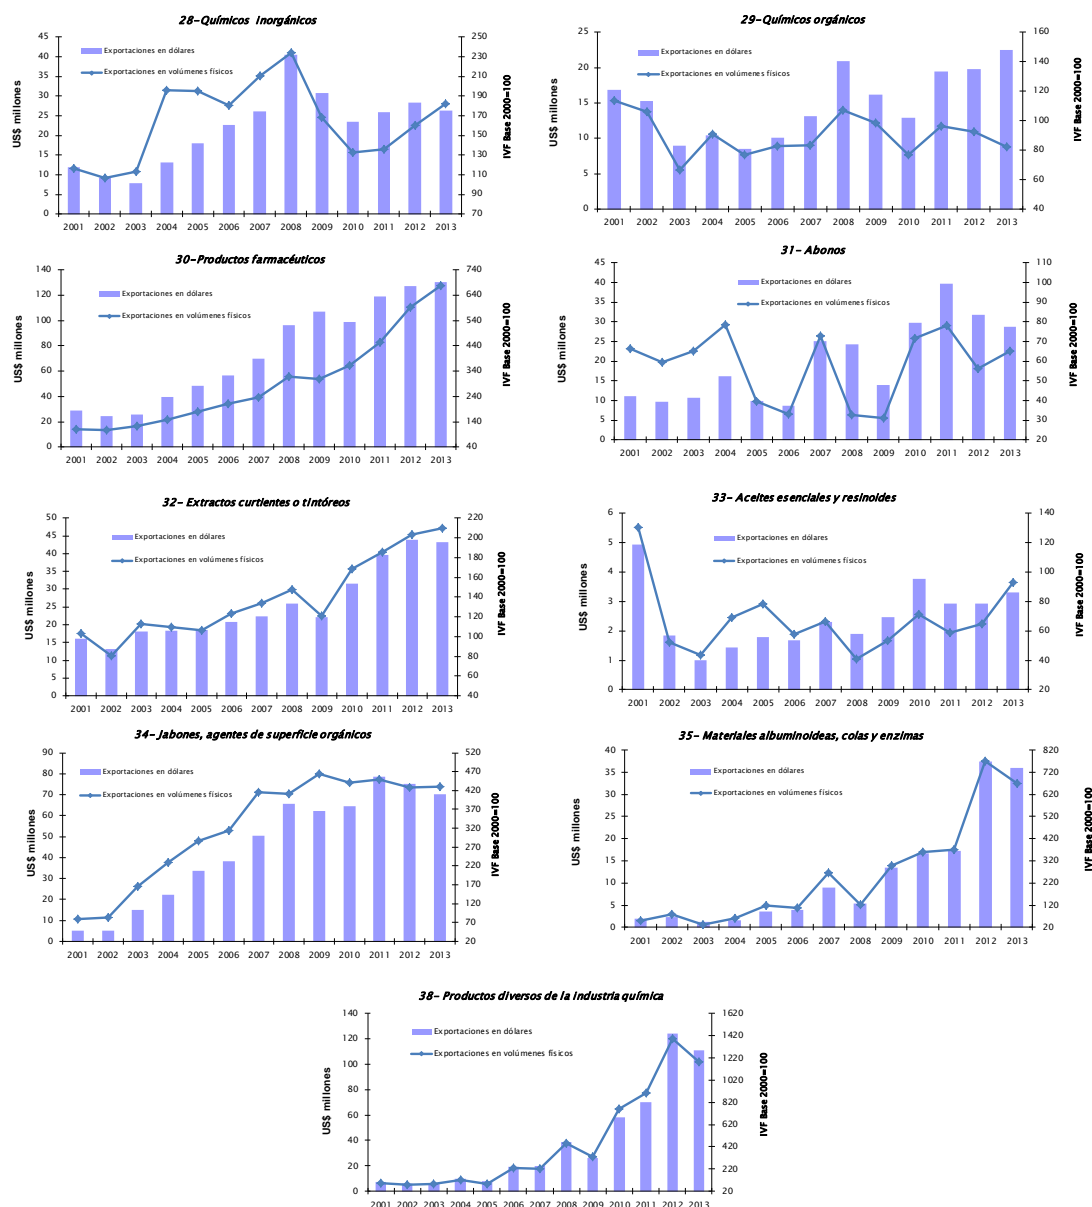 28-Químicos Inorgánicos
US$ millones
45
40
35
30
25
20
15
10
5
0
Exportaciones en dólares
Exportaciones en volúmenes físicos
250
230
210
190
170
150
130
110
90
70
IVF Base 2000=100
2001 2002 2003 2004 2005 2006 2007 2008 2009 2010 2011 2012 2013
29-Químicos orgánicos
US$ millones
25
20
15
10
5
0
Exportaciones en dólares
Exportaciones en volúmenes físicos
160
140
120
100
80
60
40
IVF Base 2000=100
2001 2002 2003 2004 2005 2006 2007 2008 2009 2010 2011 2012 2013
30-Productos farmacéuticos
US$ millones
140
120
100
80
60
40
20
0
Exportaciones en dólares
Exportaciones en volúmenes físicos
740
640
540
440
340
240
140
40
IVF Base 2000=100
2001 2002 2003 2004 2005 2006 2007 2008 2009 2010 2011 2012 2013
31- Abonos
US$ millones
45
40
35
30
25
20
15
10
5
0
Exportaciones en dólares
Exportaciones en volúmenes físicos
110
100
90
80
70
60
50
40
30
20
IVF Base 2000=100
2001 2002 2003 2004 2005 2006 2007 2008 2009 2010 2011 2012 2013
32- Extractos curtientes o tintóreos
US$ millones
50
45
40
35
30
25
20
15
10
5
0
Exportaciones en dólares
Exportaciones en volúmenes físicos
220
200
180
160
140
120
100
80
60
40
IVF Base 2000=100
2001 2002 2003 2004 2005 2006 2007 2008 2009 2010 2011 2012 2013
33- Aceites esenciales y resinoides
US$ millones
6
5
4
3
2
1
0
Exportaciones en dólares
Exportaciones en volúmenes físicos
140
120
100
80
60
40
20
IVF Base 2000=100
2001 2002 2003 2004 2005 2006 2007 2008 2009 2010 2011 2012 2013
34- Jabones, agentes de superficie orgánicos
US$ millones
90
80
70
60
50
40
30
20
10
0
Exportaciones en dólares
Exportaciones en volúmenes físicos
520
470
420
370
320
270
220
170
120
70
20
IVF Base 2000=100
2001 2002 2003 2004 2005 2006 2007 2008 2009 2010 2011 2012 2013
35- Materiales albuminoideas, colas y enzimas
US$ millones
40
35
30
25
20
15
10
5
0
Exportaciones en dólares
Exportaciones en volúmenes físicos
820
720
620
520
420
320
220
120
20
IVF Base 2000=100
2001 2002 2003 2004 2005 2006 2007 2008 2009 2010 2011 2012 2013
38- Productos diversos de la industria química
US$ millones
140
120
100
80
60
40
20
0
Exportaciones en dólares
Exportaciones en volúmenes físicos
1620
1420
1220
1020
820
620
420
220
20
IVF Base 2000=100
2001 2002 2003 2004 2005 2006 2007 2008 2009 2010 2011 2012 2013